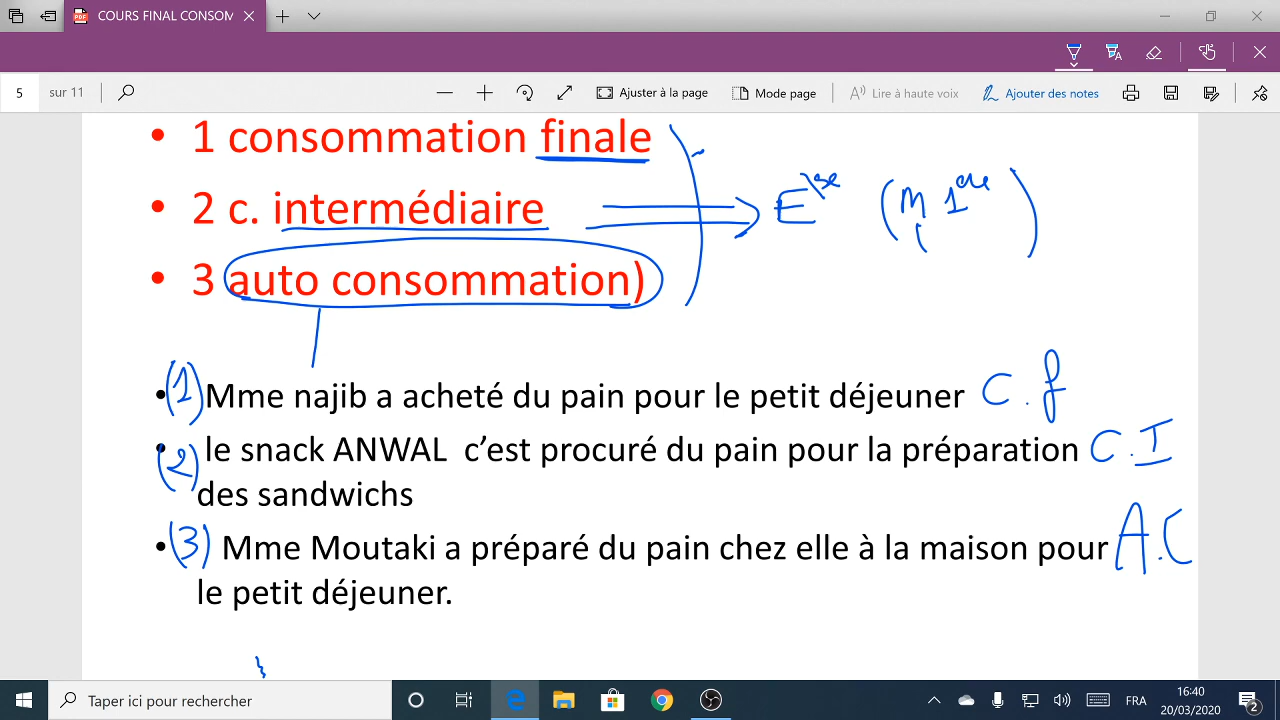 COURS FINAL CONSOM
5 sur 11
Ajuster à la page
Mode page
Lire à haute voix
Ajouter des notes
• 1 consommation finale
• 2 c. intermédiaire
E se (M 1
• 3 auto consommation)
• (1) Mme najib a acheté du pain pour le petit déjeuner C.f
• (2) le snack ANWAL c’est procuré du pain pour la préparation C.I
des sandwichs
• (3) Mme Moutaki a préparé du pain chez elle à la maison pour A.C
le petit déjeuner.
Taper ici pour rechercher
FRA
16:40
20/03/2020
2